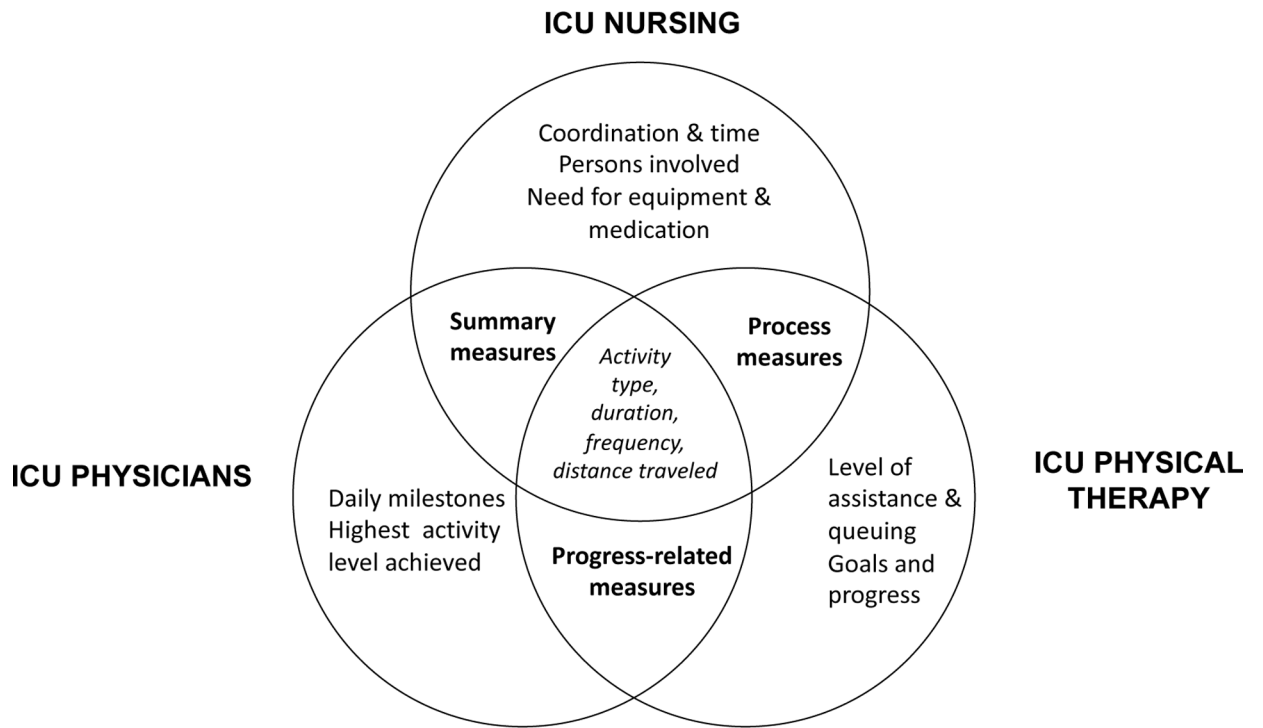 ICU NURSING
Coordination & time
Persons involved
Need for equipment &
medication
Summary
measures
Process
measures
Activity
type,
duration,
frequency,
distance traveled
ICU PHYSICIANS
Daily milestones
Highest activity
level achieved
Level of
assistance &
queuing
Goals and
progress
ICU PHYSICAL
THERAPY
Progress-related
measures